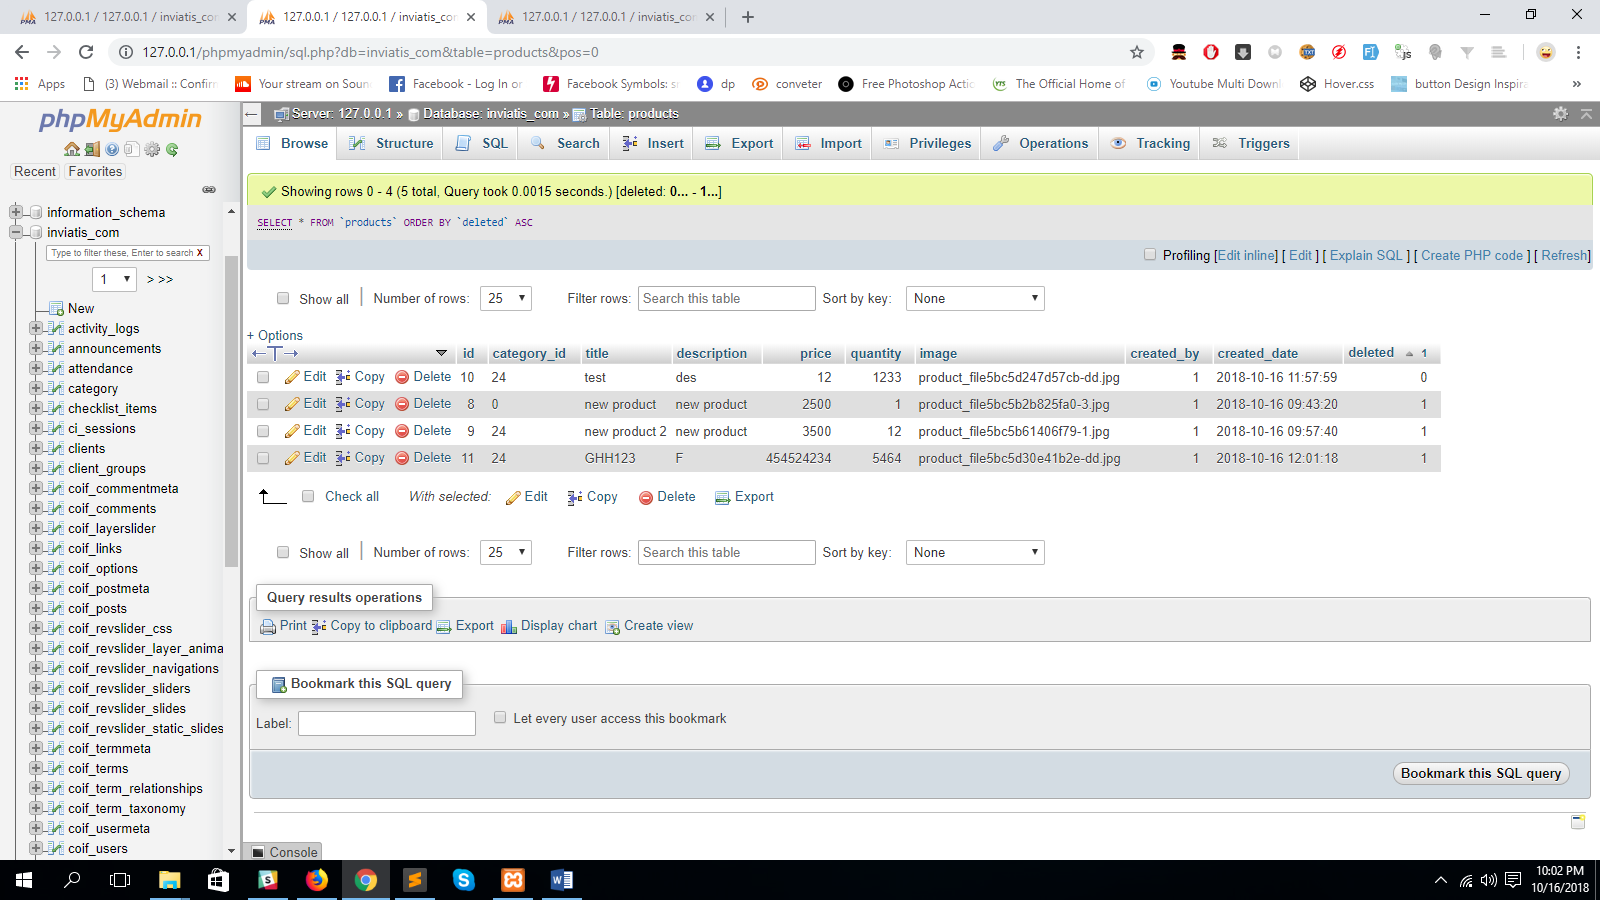 127.0.0.1 / 127.0.0.1 / inviatis_com
127.0.0.1 / 127.0.0.1 / inviatis_com
127.0.0.1 / 127.0.0.1 / inviatis_com
127.0.0.1/phpmyadmin/sql.php?db=inviatis_com&table=products&pos=0
Apps (3) Webmail :: Confirm Your stream on Soun Facebook - Log In or Facebook Symbols: sm dp conveter Free Photoshop Actic The Official Home of Youtube Multi Downl Hover.css button Design Inspira »
phpMyAdmin
Recent Favorites
information_schema
inviatis_com
Type to filter these, Enter to search X
1 > >>
New
activity_logs
announcements
attendance
category
checklist_items
ci_sessions
clients
client_groups
coif_commentmeta
coif_comments
coif_layerslider
coif_links
coif_options
coif_postmeta
coif_posts
coif_revslider_css
coif_revslider_layer_anima
coif_revslider_navigations
coif_revslider_sliders
coif_revslider_slides
coif_revslider_static_slides
coif_termmeta
coif_terms
coif_term_relationships
coif_term_taxonomy
coif_usermeta
coif_users
Server: 127.0.0.1 » Database: inviatis_com » Table: products
Browse Structure SQL Search Insert Export Import Privileges Operations Tracking Triggers
Showing rows 0 - 4 (5 total, Query took 0.0015 seconds.) [deleted: 0... - 1...]
SELECT * FROM `products` ORDER BY `deleted` ASC
Profiling [Edit inline] [ Edit ] [ Explain SQL ] [ Create PHP code ] [ Refresh]
Show all | Number of rows: 25 Filter rows: Search this table Sort by key: None
+ Options
←T→ id category_id title description price quantity image created_by created_date deleted 1
Edit Copy Delete 10 24 test des 12 1233 product_file5bc5d247d57cb-dd.jpg 1 2018-10-16 11:57:59 0
Edit Copy Delete 8 0 new product new product 2500 1 product_file5bc5b2b825fa0-3.jpg 1 2018-10-16 09:43:20 1
Edit Copy Delete 9 24 new product 2 new product 3500 12 product_file5bc5b61406f79-1.jpg 1 2018-10-16 09:57:40 1
Edit Copy Delete 11 24 GHH123 F 454524234 5464 product_file5bc5d30e41b2e-dd.jpg 1 2018-10-16 12:01:18 1
Check all With selected: Edit Copy Delete Export
Show all | Number of rows: 25 Filter rows: Search this table Sort by key: None
Query results operations
Print Copy to clipboard Export Display chart Create view
Bookmark this SQL query
Label: Let every user access this bookmark
Bookmark this SQL query
Console
10:02 PM
10/16/2018